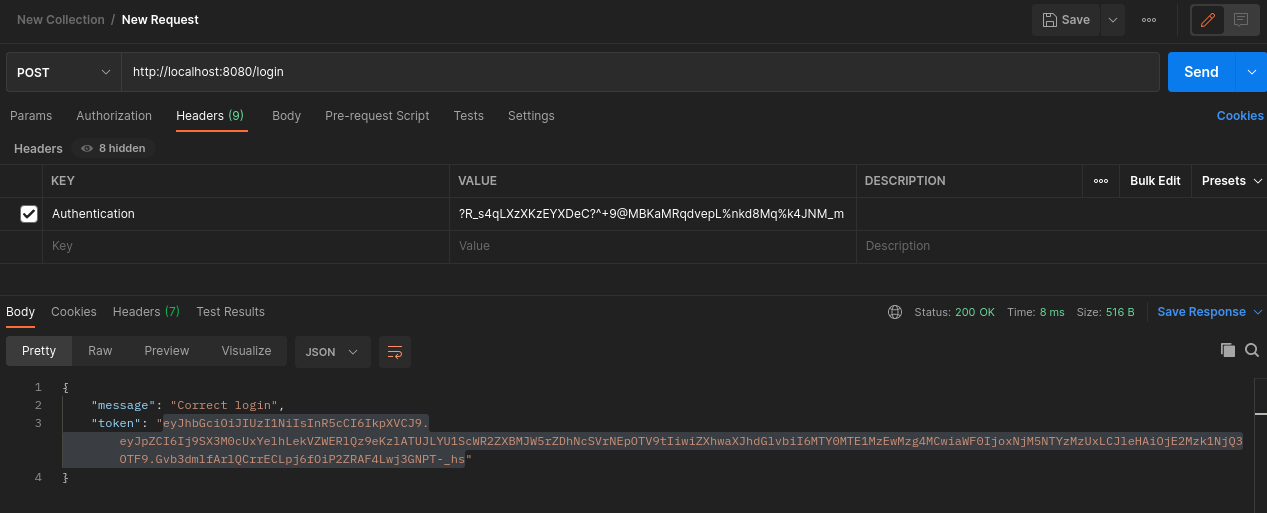 New Collection / New Request
Save
POST
http://localhost:8080/login
Send
Params Authorization Headers (9) Body Pre-request Script Tests Settings Cookies
Headers 8 hidden
KEY VALUE DESCRIPTION Bulk Edit Presets
Authentication ?R_s4qLXzXKzEYXDeC?^+9@MBKaMRqdvepL%nkd8Mq%k4JNM_m
Key Value Description
Body Cookies Headers (7) Test Results Status: 200 OK Time: 8 ms Size: 516 B Save Response
Pretty Raw Preview Visualize JSON
1 {
2 "message": "Correct login",
3 "token": "eyJhbGciOiJIUzI1NiIsInR5cCI6IkpXVCJ9.
eyJpZCI6Ij9SX3M0cUxYelhLekVZWERlQz9eKzlATUJLYU1ScWR2ZXBMJW5rZDhNcSVrNEpOTV9tIiwiZXhwaXJhdGlvbiI6MTY0MTE1MzEwMzg4MCwiaWF0IjoxNjM5NTYzMzUxLCJleHAiOjE2Mzk1NjQ3
OTF9.Gvb3dmlfArlQCrrECLpj6fOiP2ZRAF4Lwj3GNPT-_hs"
4 }